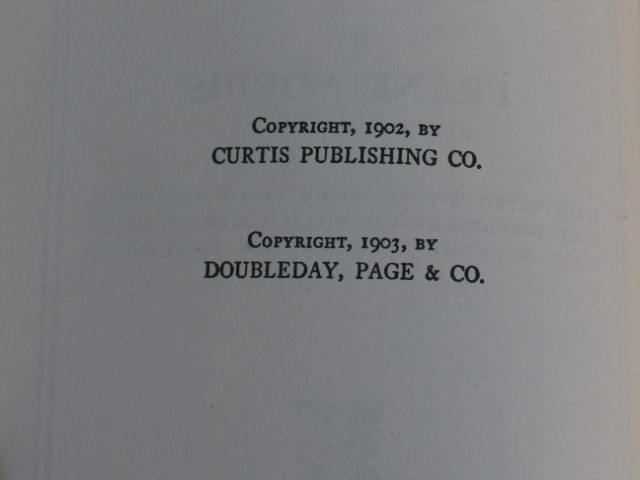 COPYRIGHT, 1902, BY
CURTIS PUBLISHING CO.
COPYRIGHT, 1903, BY
DOUBLEDAY, PAGE & CO.